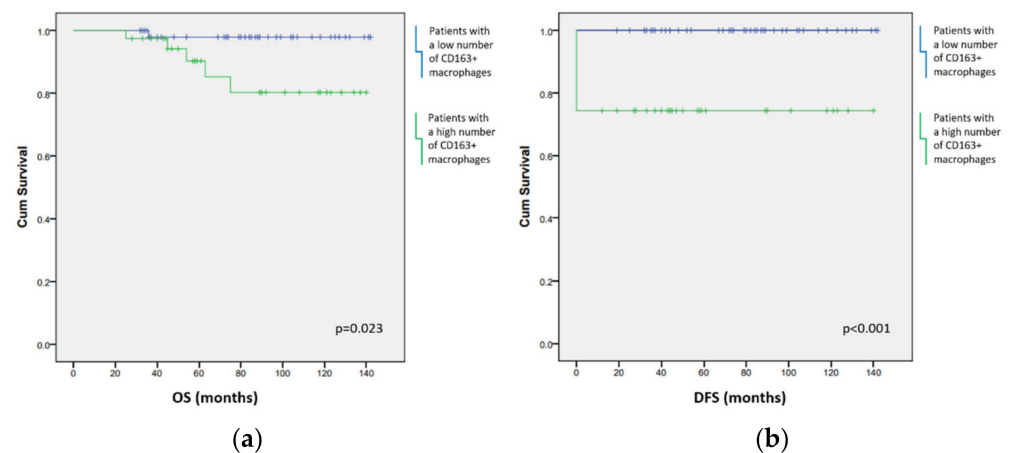 Cum Survival
1.0
0.8
0.6
0.4
0.2
0.0
0 20 40 60 80 100 120 140
OS (months)
p=0.023
Patients with
a low number
of CD163+
macrophages
Patients with
a high number
of CD163+
macrophages
(a)
Cum Survival
1.0
0.8
0.6
0.4
0.2
0.0
0 20 40 60 80 100 120 140
DFS (months)
p<0.001
Patients with
a low number
of CD163+
macrophages
Patients with
a high number
of CD163+
macrophages
(b)